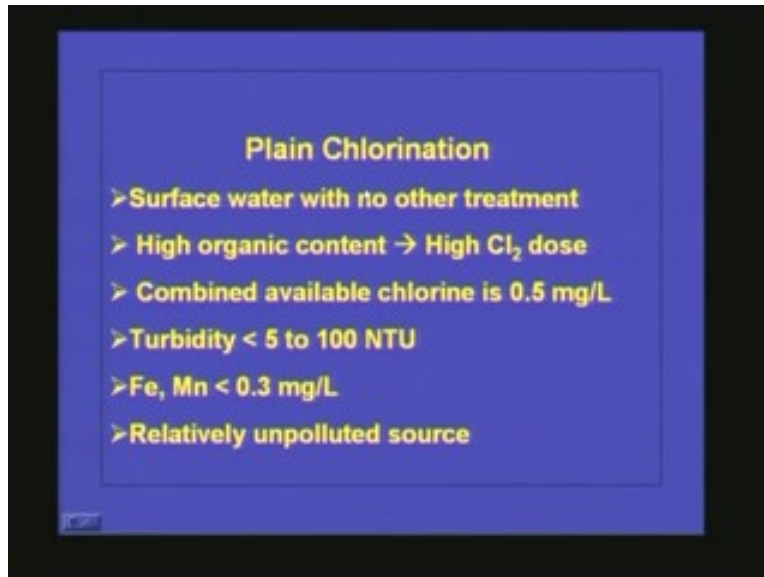 Plain Chlorination
➢Surface water with no other treatment
➢ High organic content → High Cl₂ dose
➢ Combined available chlorine is 0.5 mg/L
➢Turbidity < 5 to 100 NTU
➢Fe, Mn < 0.3 mg/L
➢Relatively unpolluted source